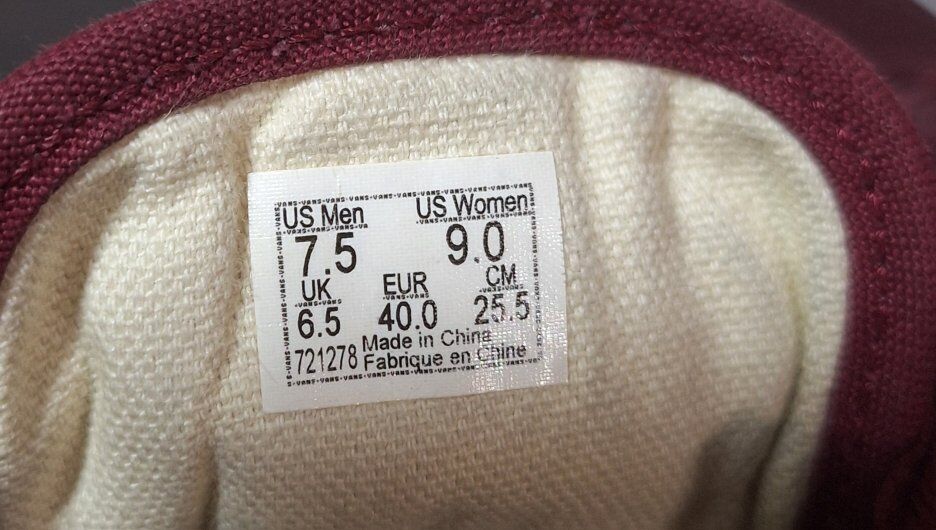 US Men US Women
7.5 9.0
UK EUR CM
6.5 40.0 25.5
Made in China
721278 Fabrique en Chine